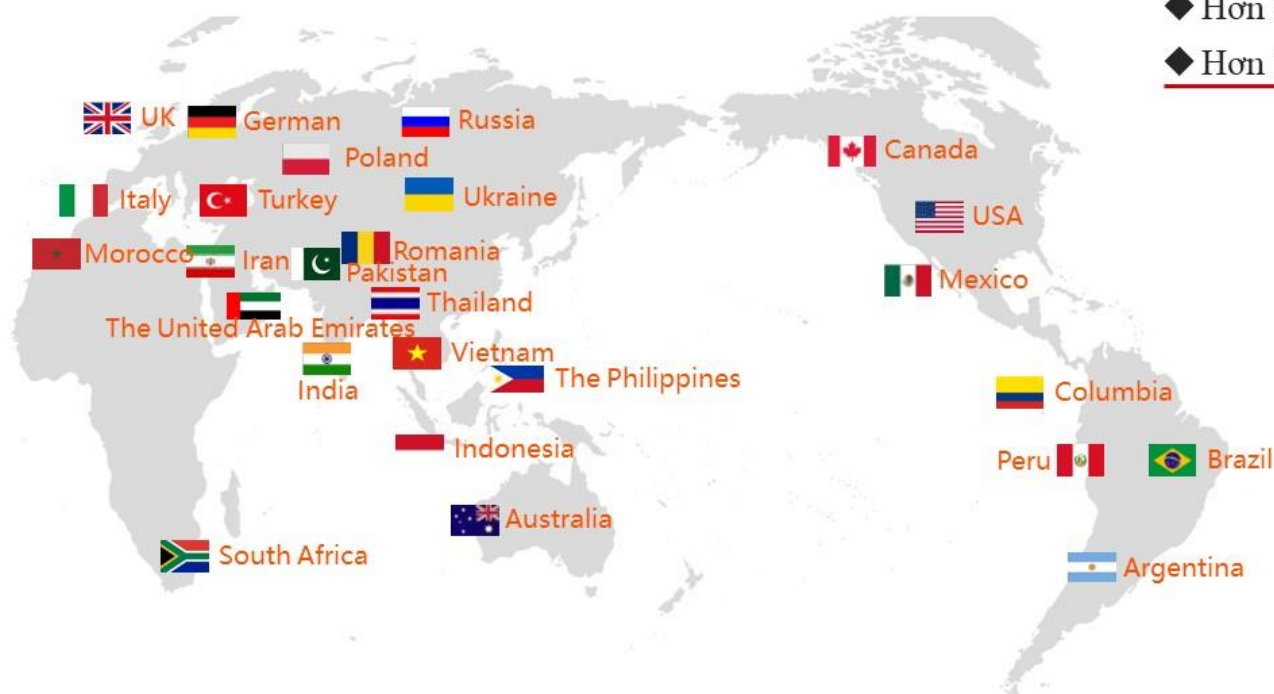 ◆ Hơn
◆ Hơn
UK
German
Russia
Poland
Canada
Italy
Turkey
Ukraine
USA
Morocco
Iran
Romania
Pakistan
Mexico
Thailand
The United Arab Emirates
Vietnam
India
The Philippines
Columbia
Indonesia
Peru
Brazil
Australia
South Africa
Argentina